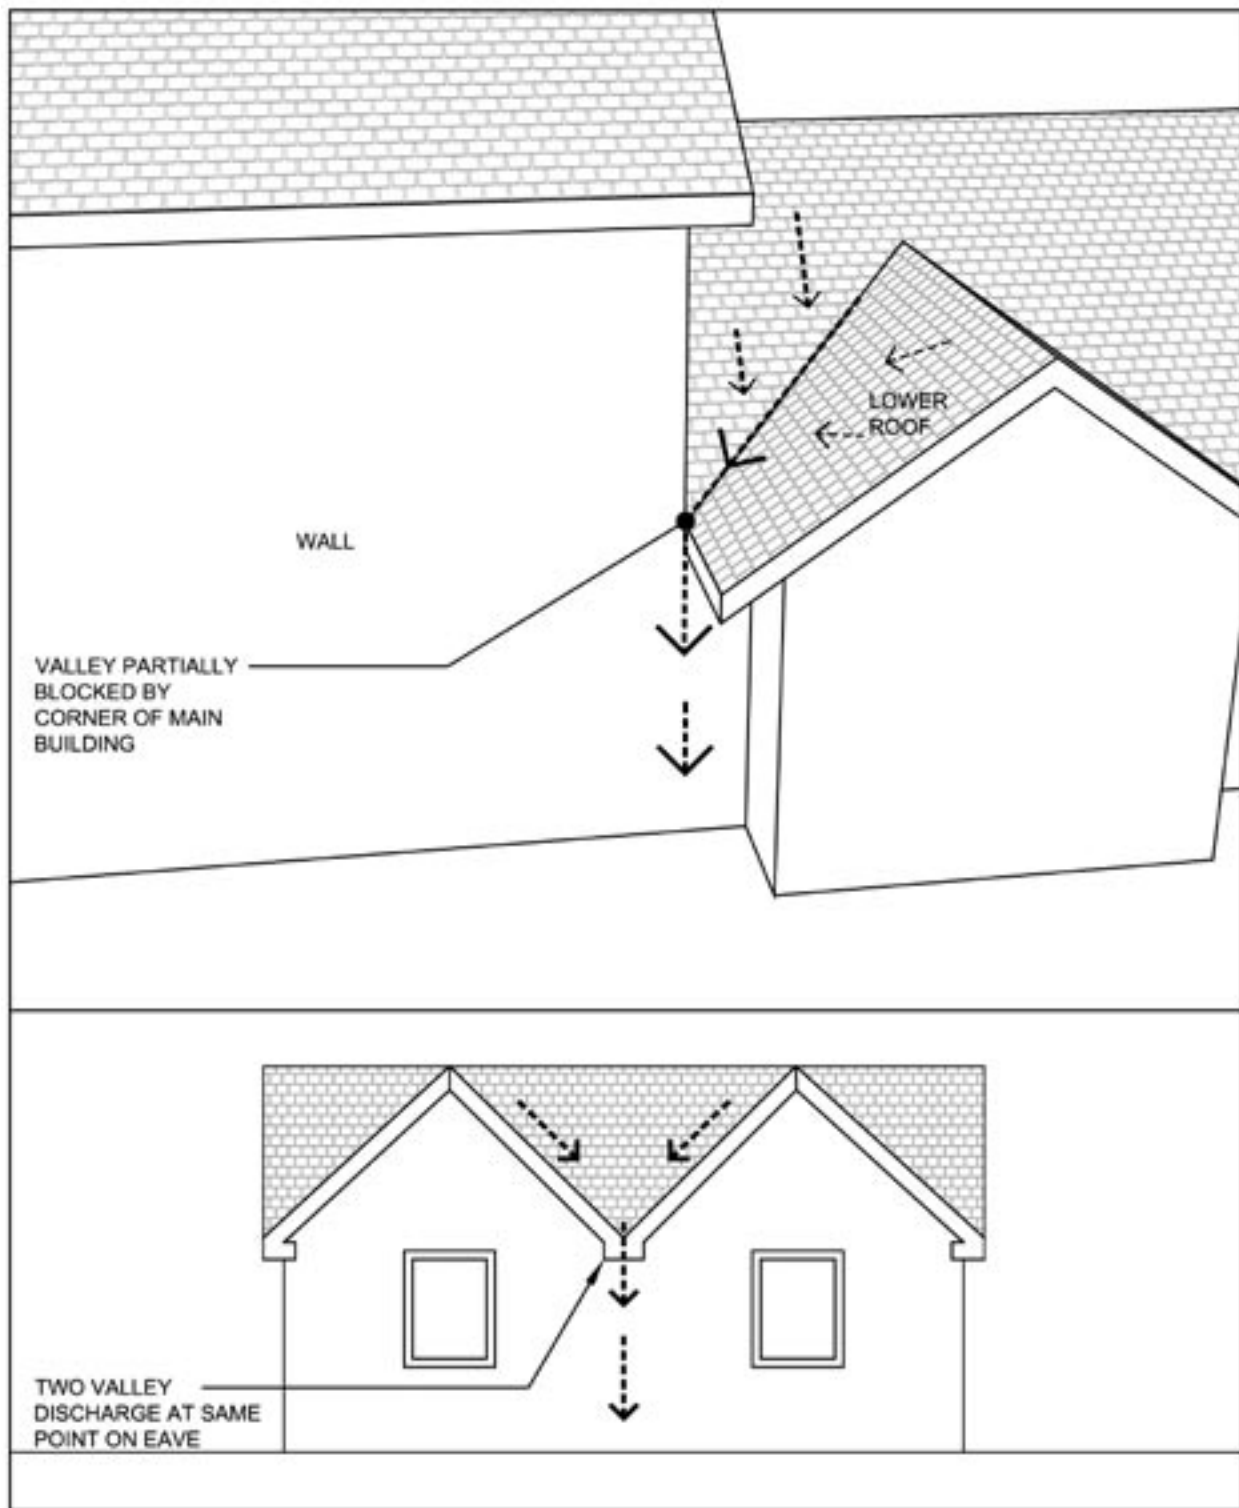 LOWER
ROOF
WALL
VALLEY PARTIALLY
BLOCKED BY
CORNER OF MAIN
BUILDING
TWO VALLEY
DISCHARGE AT SAME
POINT ON EAVE